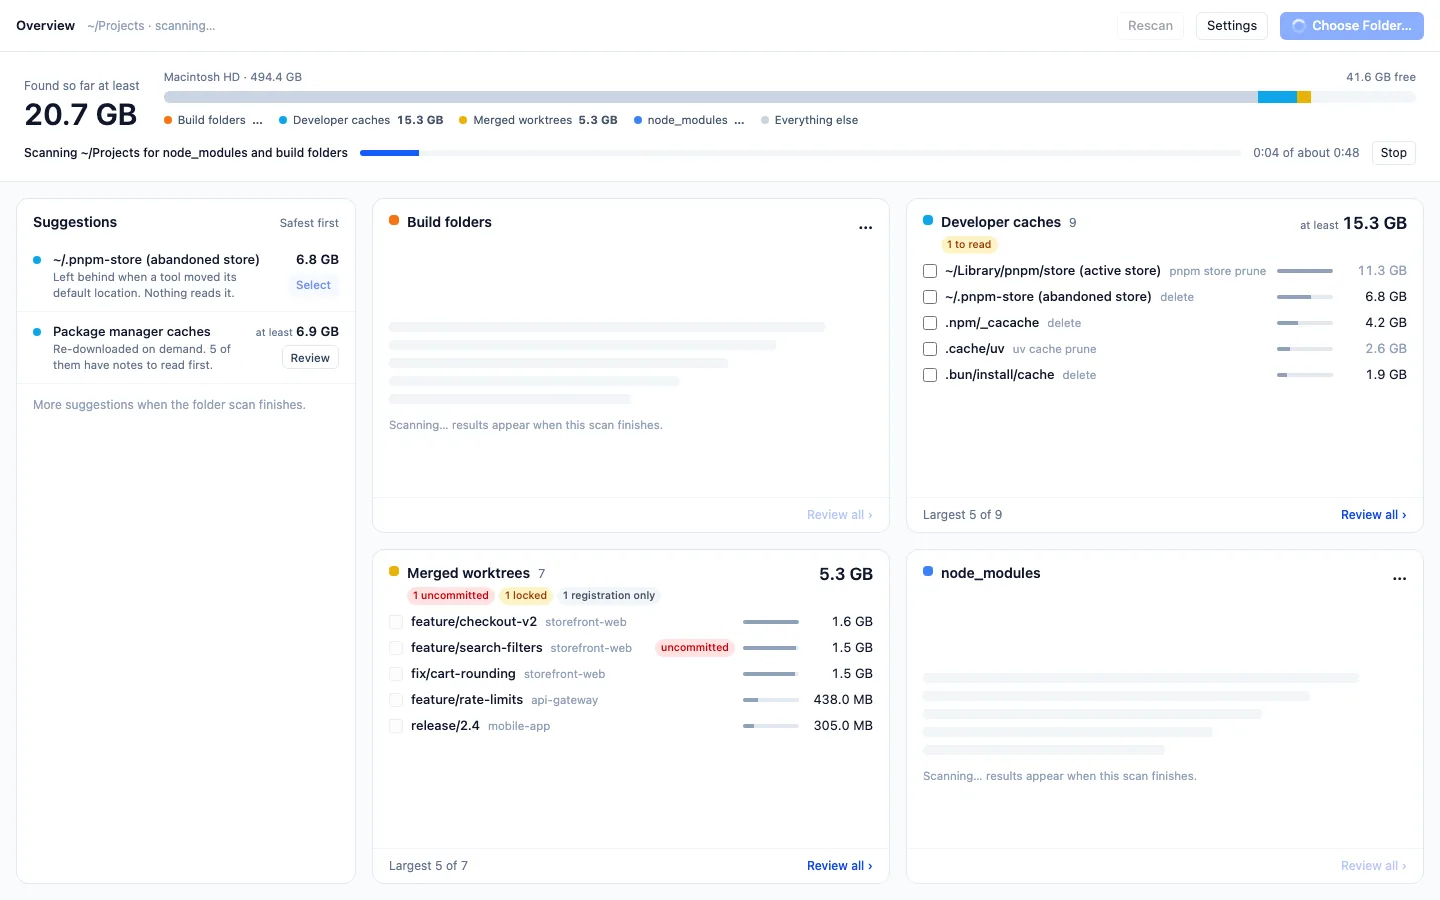 Overview ~/Projects · scanning...
Rescan Settings Choose Folder...
Found so far at least
20.7 GB
Macintosh HD · 494.4 GB 41.6 GB free
Build folders ... Developer caches 15.3 GB Merged worktrees 5.3 GB node_modules ... Everything else
Scanning ~/Projects for node_modules and build folders 0:04 of about 0:48 Stop
Suggestions Safest first
~/.pnpm-store (abandoned store) 6.8 GB
Left behind when a tool moved its
default location. Nothing reads it.
Select
Package manager caches at least 6.9 GB
Re-downloaded on demand. 5 of
them have notes to read first.
Review
More suggestions when the folder scan finishes.
Build folders ...
Scanning... results appear when this scan finishes.
Review all ›
Developer caches 9 at least 15.3 GB
1 to read
~/Library/pnpm/store (active store) pnpm store prune 11.3 GB
~/.pnpm-store (abandoned store) delete 6.8 GB
.npm/_cacache delete 4.2 GB
.cache/uv uv cache prune 2.6 GB
.bun/install/cache delete 1.9 GB
Largest 5 of 9 Review all ›
Merged worktrees 7 5.3 GB
1 uncommitted 1 locked 1 registration only
feature/checkout-v2 storefront-web 1.6 GB
feature/search-filters storefront-web uncommitted 1.5 GB
fix/cart-rounding storefront-web 1.5 GB
feature/rate-limits api-gateway 438.0 MB
release/2.4 mobile-app 305.0 MB
Largest 5 of 7 Review all ›
node_modules ...
Scanning... results appear when this scan finishes.
Review all ›